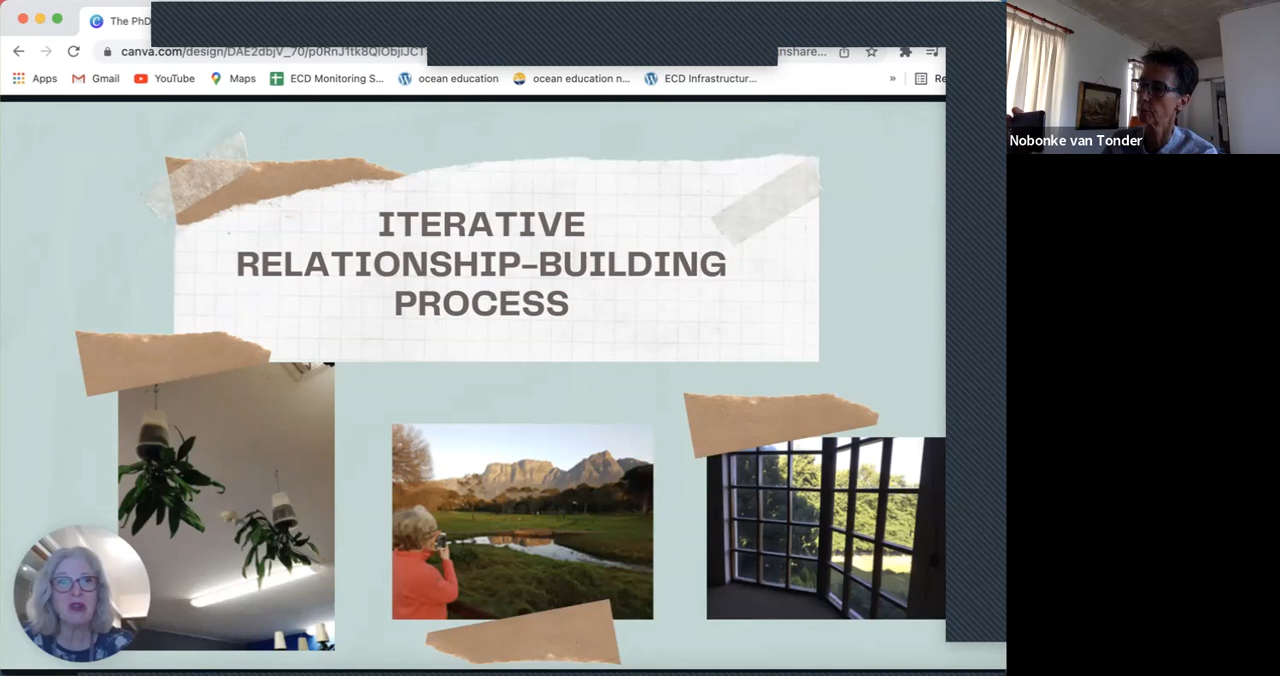 The PhD
canva.com/design/DAE2dbjV_70/p0RnJ1tk8QIObjiJCT
nshare...
Apps
Gmail
YouTube
Maps
ECD Monitoring S...
ocean education
ocean education n...
ECD Infrastructur...
»
Re
Nobonke van Tonder
ITERATIVE
RELATIONSHIP-BUILDING
PROCESS